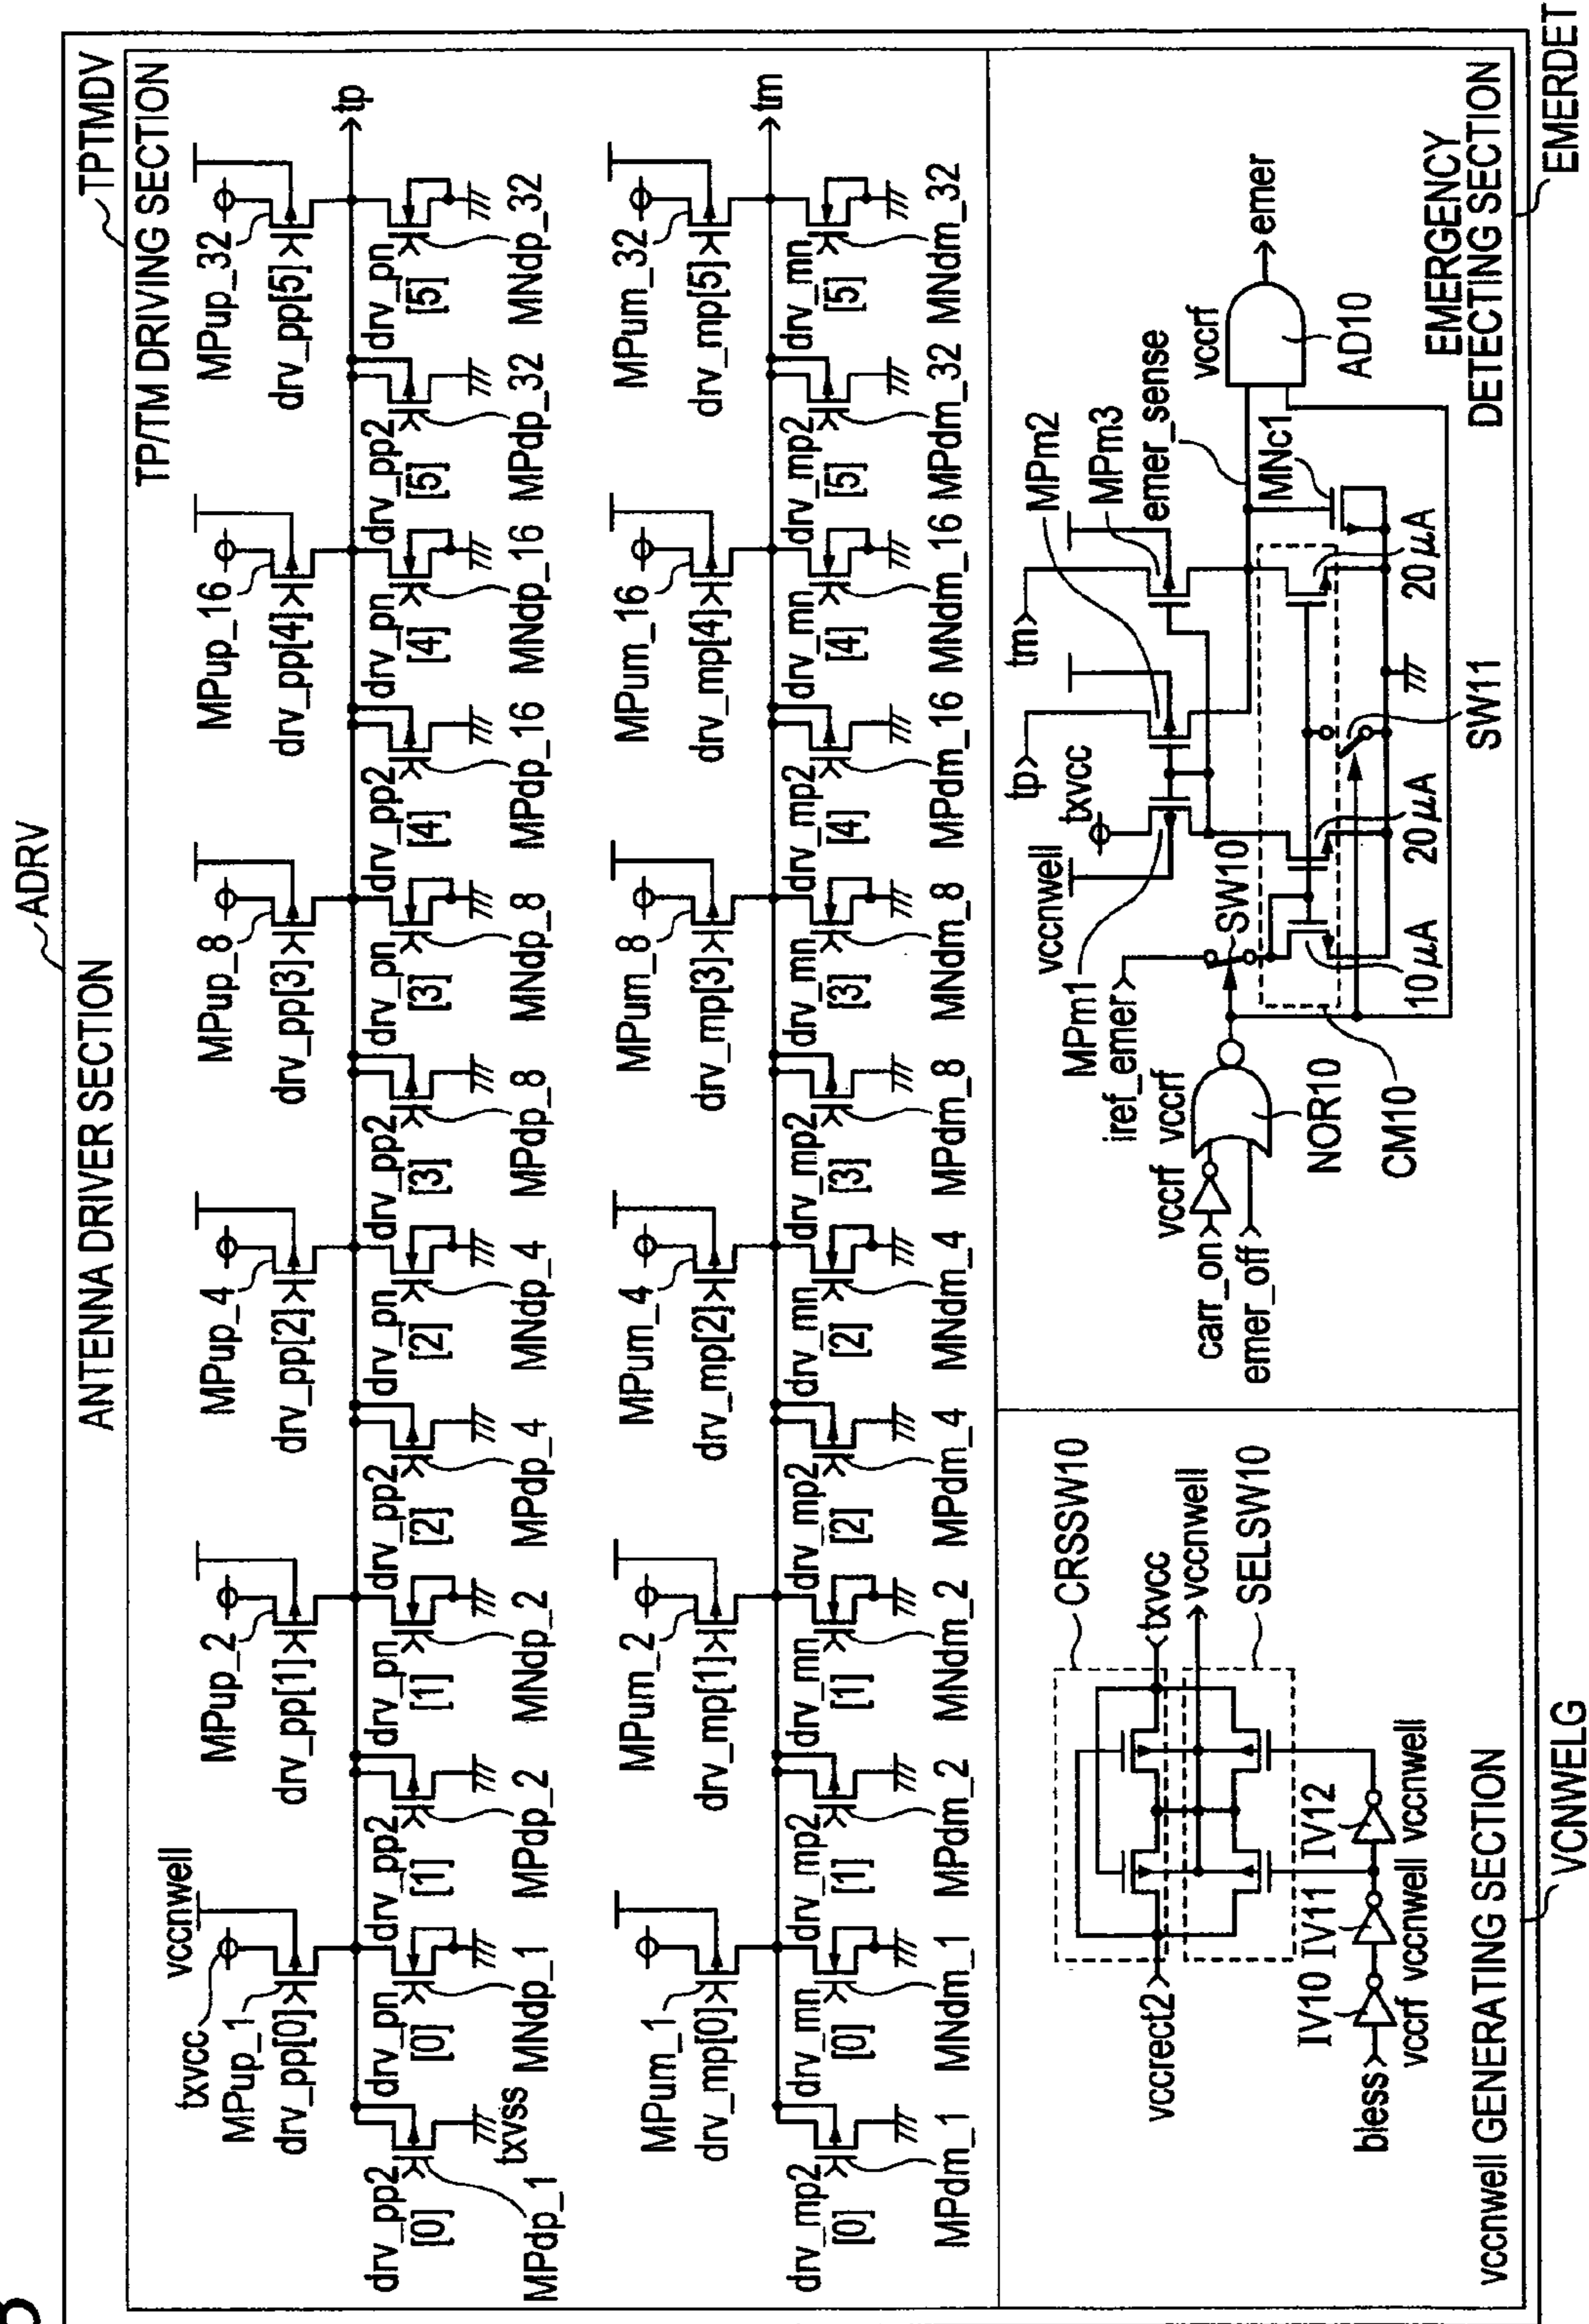 ADRV
ANTENNA DRIVER SECTION
TPTMDV
TP/TM DRIVING SECTION
txvcc
vccnwell
MPup_1
MPup_2
MPup_4
MPup_8
MPup_16
MPup_32
drv_pp[0]
drv_pp[1]
drv_pp[2]
drv_pp[3]
drv_pp[4]
drv_pp[5]
tp
drv_pp2
[0]
drv_pn
[0]
drv_pp2
[1]
drv_pn
[1]
drv_pp2
[2]
drv_pn
[2]
drv_pp2
[3]
drv_pn
[3]
drv_pp2
[4]
drv_pn
[4]
drv_pp2
[5]
drv_pn
[5]
txvss
MPdp_1
MNdp_1
MPdp_2
MNdp_2
MPdp_4
MNdp_4
MPdp_8
MNdp_8
MPdp_16
MNdp_16
MPdp_32
MNdp_32
MPum_1
MPum_2
MPum_4
MPum_8
MPum_16
MPum_32
drv_mp[0]
drv_mp[1]
drv_mp[2]
drv_mp[3]
drv_mp[4]
drv_mp[5]
tm
drv_mp2
[0]
drv_mn
[0]
drv_mp2
[1]
drv_mn
[1]
drv_mp2
[2]
drv_mn
[2]
drv_mp2
[3]
drv_mn
[3]
drv_mp2
[4]
drv_mn
[4]
drv_mp2
[5]
drv_mn
[5]
MPdm_1
MNdm_1
MPdm_2
MNdm_2
MPdm_4
MNdm_4
MPdm_8
MNdm_8
MPdm_16
MNdm_16
MPdm_32
MNdm_32
CRSSW10
vccrect2
txvcc
vccnwell
SELSW10
IV10
IV11
IV12
bless
vccrf
vccnwell
vccnwell
vccnwell GENERATING SECTION
VCNWELG
carr_on
emer_off
vccrf
vccrf
NOR10
CM10
iref_emer
SW10
MPm1
vccnwell
txvcc
tp
tm
MPm2
MPm3
emer_sense
MNc1
10μA
20μA
20μA
SW11
vccrf
AD10
emer
EMERGENCY
DETECTING SECTION
EMERDET